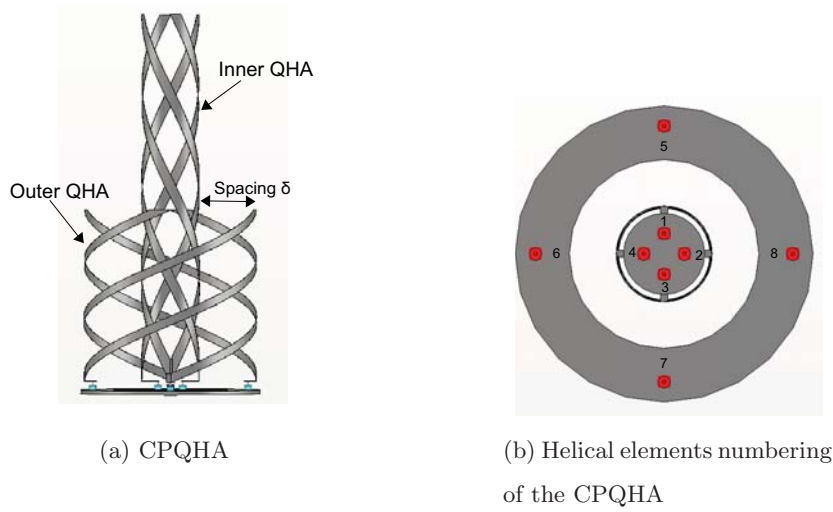 Inner QHA
Spacing δ
Outer QHA
5
1
4
2
6
8
3
7
(a) CPQHA
(b) Helical elements numbering
of the CPQHA